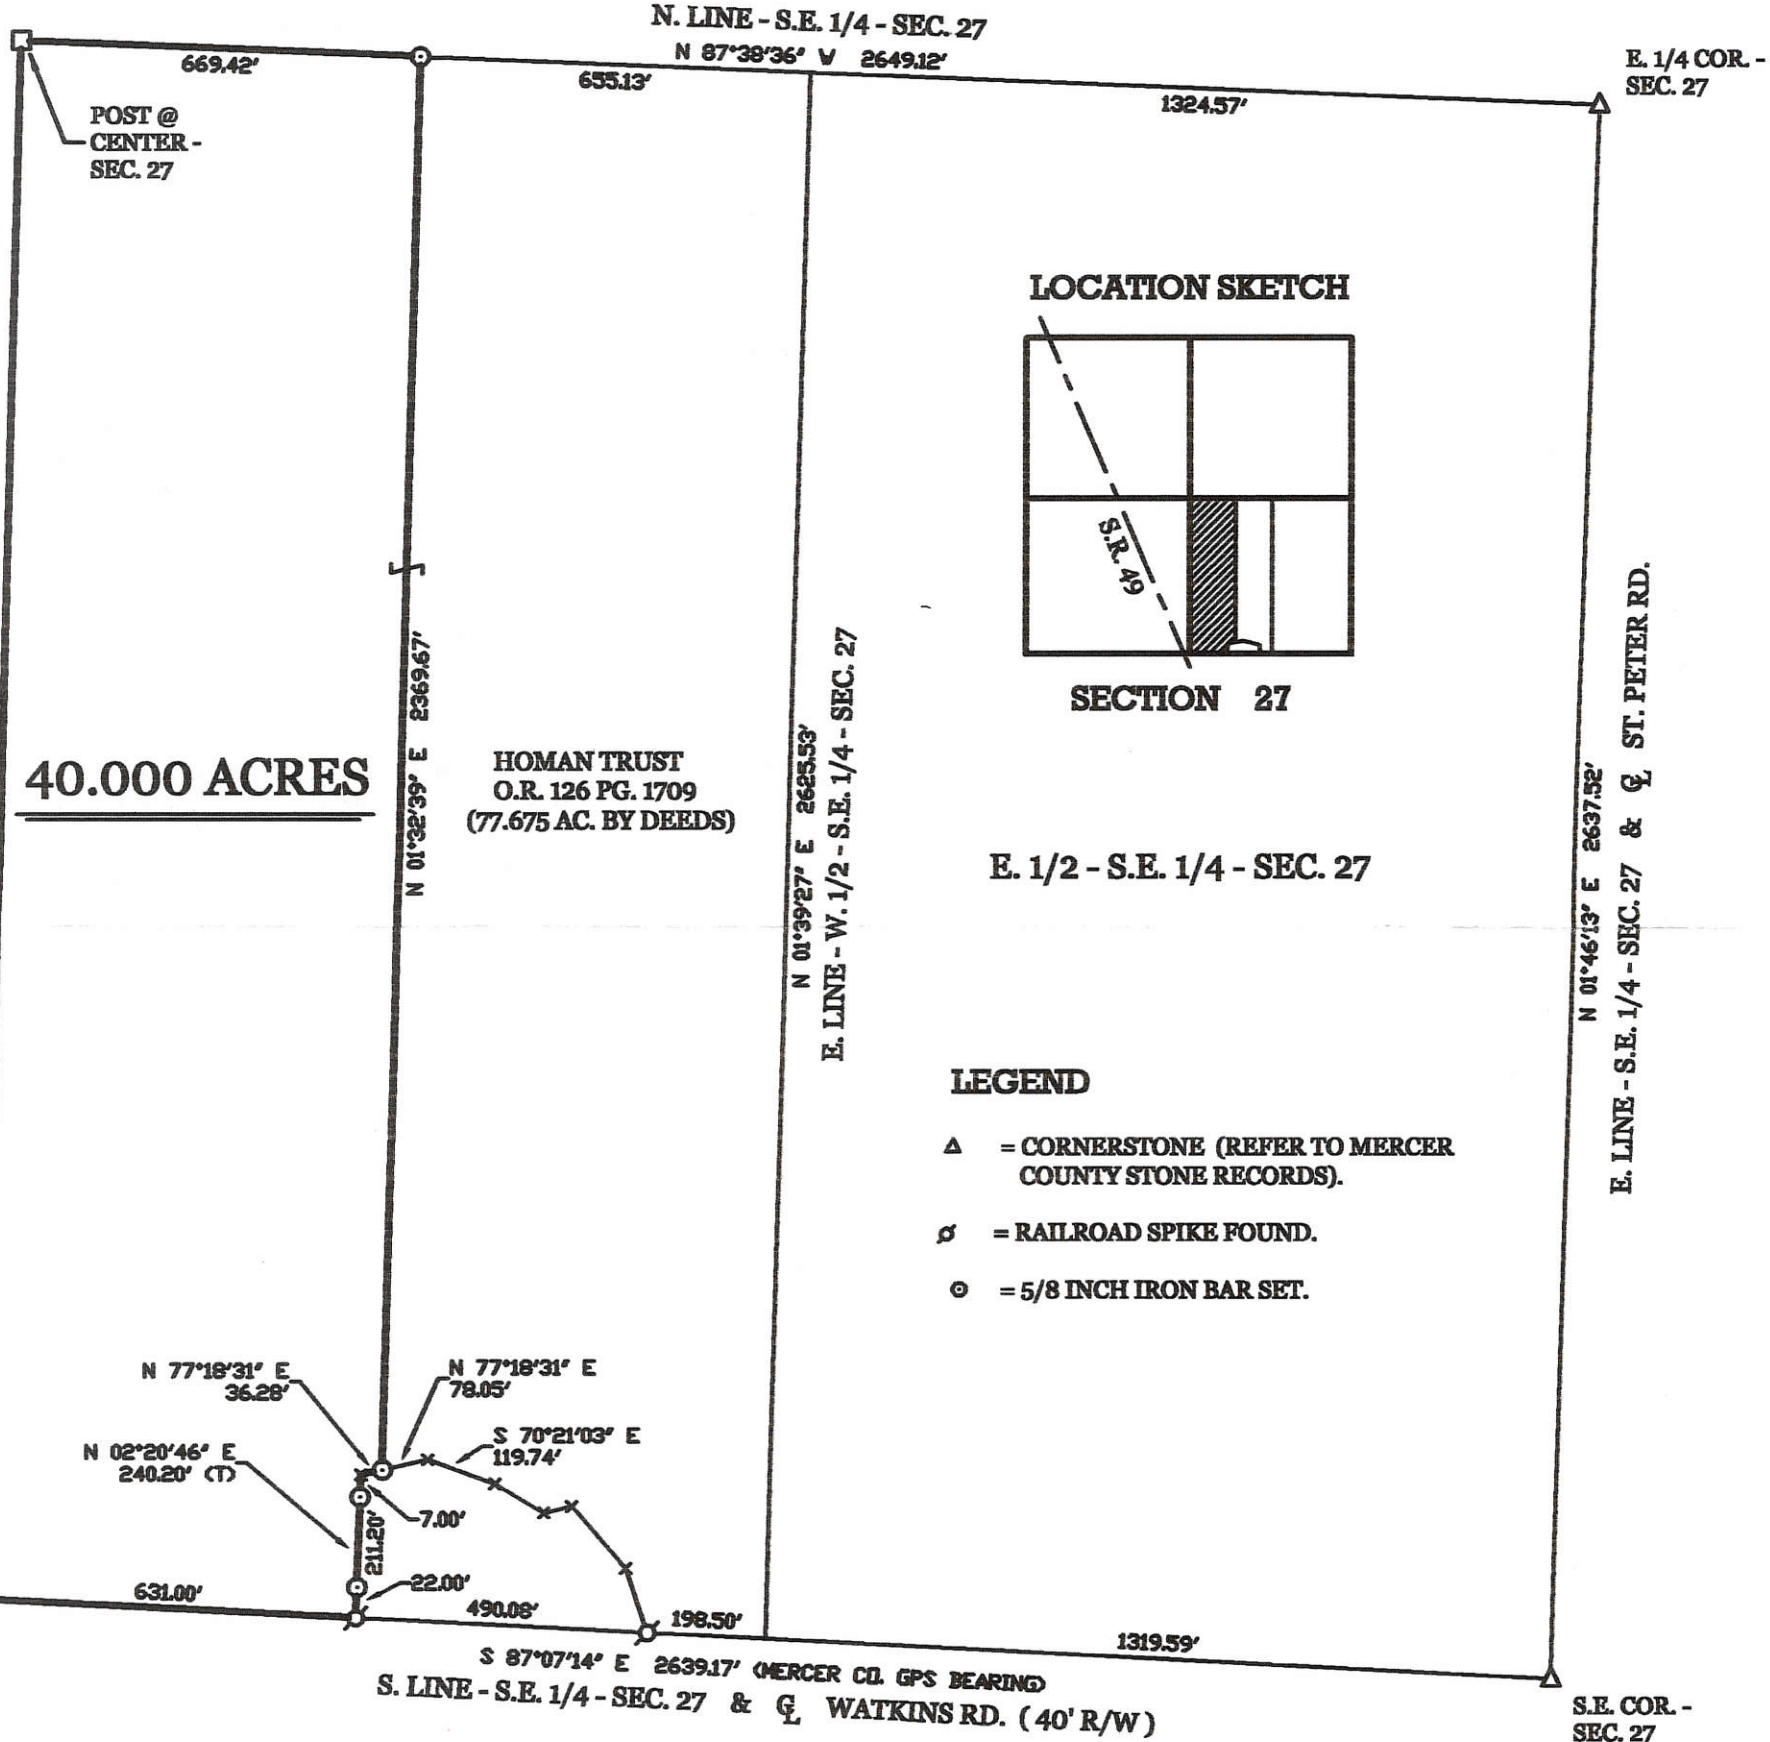 N. LINE - S.E. 1/4 - SEC. 27
N 87°38'36" W 2649.12'
669.42'
655.13'
1324.57'
E. 1/4 COR. -
SEC. 27
POST @
CENTER -
SEC. 27
LOCATION SKETCH
S.R. 49
SECTION 27
40.000 ACRES
N 01°32'39" E 2369.67'
HOMAN TRUST
O.R. 126 PG. 1709
(77.675 AC. BY DEEDS)
N 01°39'27" E 2625.53'
E. LINE - W. 1/2 - S.E. 1/4 - SEC. 27
E. 1/2 - S.E. 1/4 - SEC. 27
N 01°46'13" E 2637.52'
E. LINE - S.E. 1/4 - SEC. 27 & ℄ ST. PETER RD.
LEGEND
= CORNERSTONE (REFER TO MERCER
COUNTY STONE RECORDS).
= RAILROAD SPIKE FOUND.
= 5/8 INCH IRON BAR SET.
N 77°18'31" E
36.28'
N 77°18'31" E
78.05'
S 70°21'03" E
119.74'
N 02°20'46" E
240.20' (T)
7.00'
211.20'
22.00'
631.00'
490.08'
198.50'
1319.59'
S 87°07'14" E 2639.17' (MERCER CO. GPS BEARING)
S. LINE - S.E. 1/4 - SEC. 27 & ℄ WATKINS RD. ( 40' R/W )
S.E. COR. -
SEC. 27